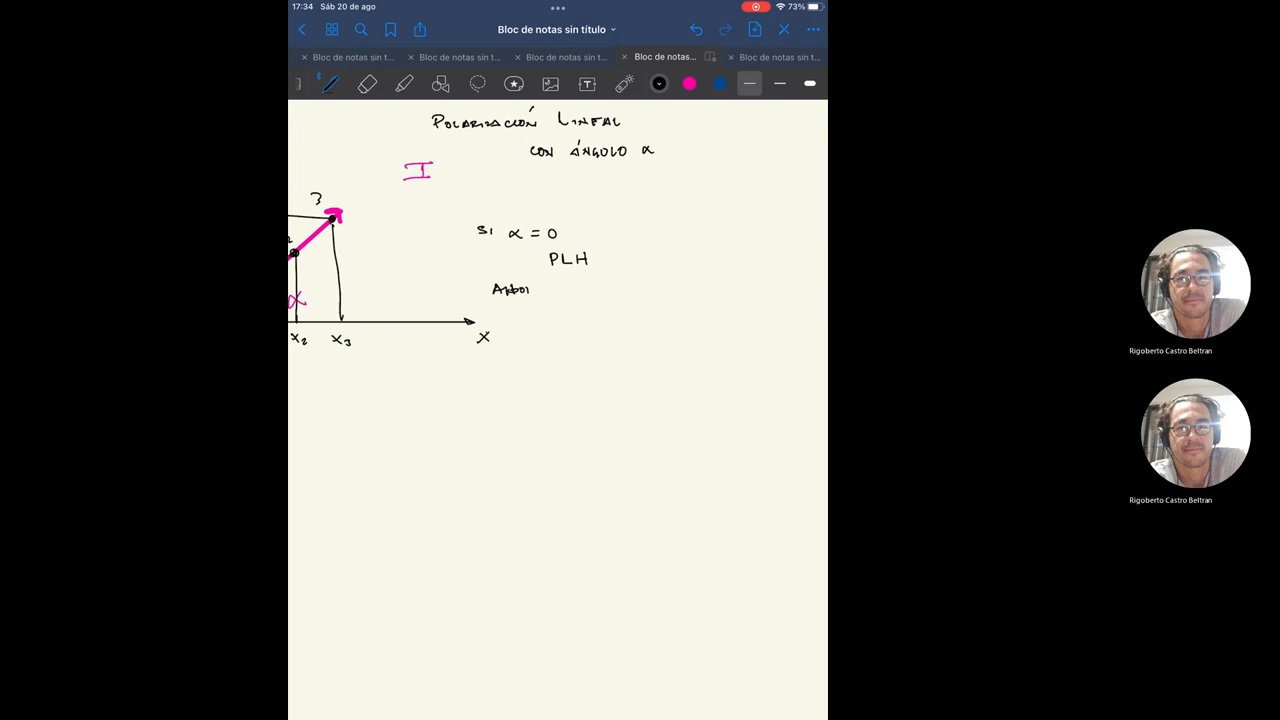 17:34 Sáb 20 de ago
73%
Bloc de notas sin título
Bloc de notas sin t...
Bloc de notas sin t...
Bloc de notas sin t...
Bloc de notas...
Bloc de notas sin t...
POLARIZACIÓN LINEAL
CON ÁNGULO α
I
3
SI α = 0
2
PLH
α
x₂ x₃ X
Rigoberto Castro Beltran
Rigoberto Castro Beltran